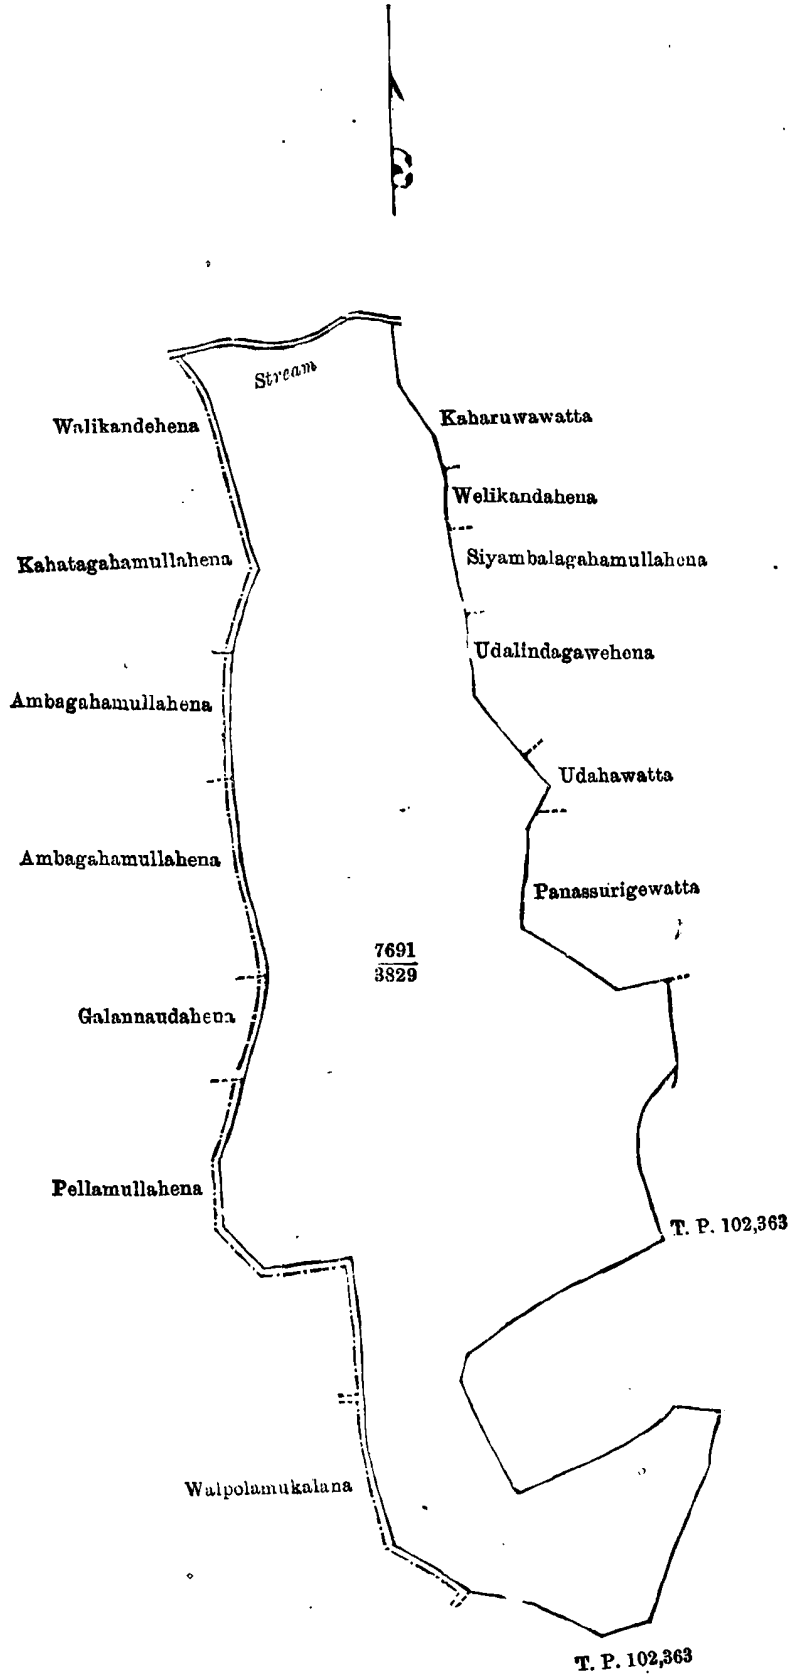 Stream
Walikandehena
Kaharuwawatta
Welikandahena
Kahatagahamullahena
Siyambalagahamullahena
Udalindagawehena
Ambagahamullahena
Udahawatta
Ambagahamullahena
Panassurigewatta
7691
3829
Galannaudahena
Pellamullahena
T. P. 102,363
Walpolamukalana
T. P. 102,363